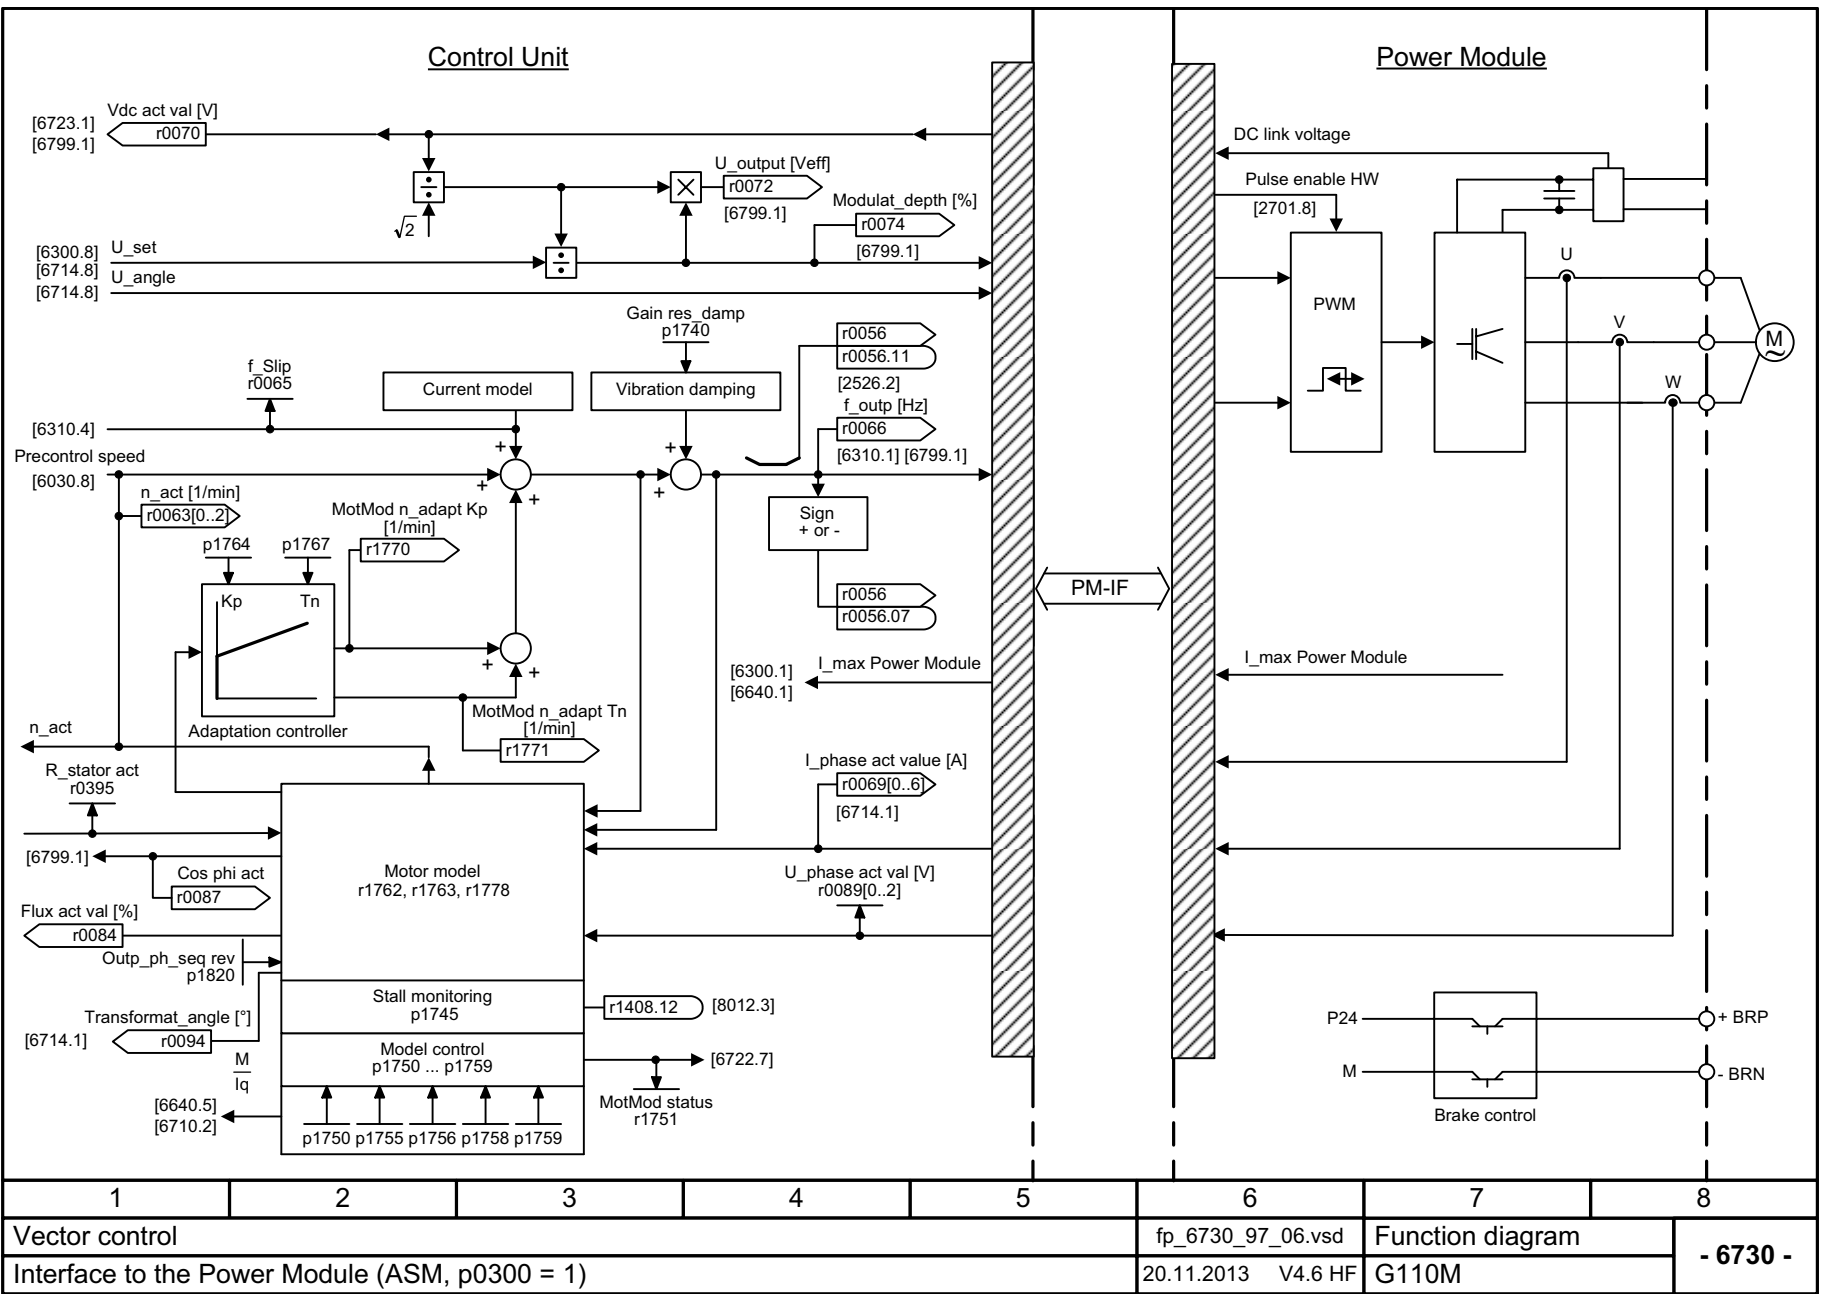 Control Unit
Power Module
Vdc act val [V]
[6723.1]
[6799.1]
r0070
U_output [Veff]
r0072
[6799.1]
Modulat_depth [%]
r0074
[6799.1]
÷
√2
×
÷
[6300.8]
[6714.8]
U_set
U_angle
[6714.8]
DC link voltage
Pulse enable HW
[2701.8]
PWM
U
V
W
M
~
Gain res_damp
p1740
r0056
r0056.11
[2526.2]
f_Slip
r0065
Current model
Vibration damping
f_outp [Hz]
r0066
[6310.1] [6799.1]
[6310.4]
Precontrol speed
[6030.8]
+
+
+
+
+
n_act [1/min]
r0063[0..2]
MotMod n_adapt Kp
[1/min]
r1770
Sign
+ or -
p1764
p1767
Kp
Tn
r0056
r0056.07
PM-IF
+
+
Adaptation controller
MotMod n_adapt Tn
[1/min]
r1771
I_max Power Module
[6300.1]
[6640.1]
I_max Power Module
n_act
R_stator act
r0395
I_phase act value [A]
r0069[0..6]
[6714.1]
[6799.1]
Cos phi act
r0087
Motor model
r1762, r1763, r1778
U_phase act val [V]
r0089[0..2]
Flux act val [%]
r0084
Outp_ph_seq rev
p1820
Stall monitoring
p1745
r1408.12
[8012.3]
Transformat_angle [°]
[6714.1]
r0094
Model control
p1750 ... p1759
[6722.7]
MotMod status
r1751
M
Iq
[6640.5]
[6710.2]
p1750 p1755 p1756 p1758 p1759
P24
+ BRP
M
- BRN
Brake control
1 2 3 4 5 6 7 8
Vector control
fp_6730_97_06.vsd
Function diagram
- 6730 -
Interface to the Power Module (ASM, p0300 = 1)
20.11.2013 V4.6 HF
G110M